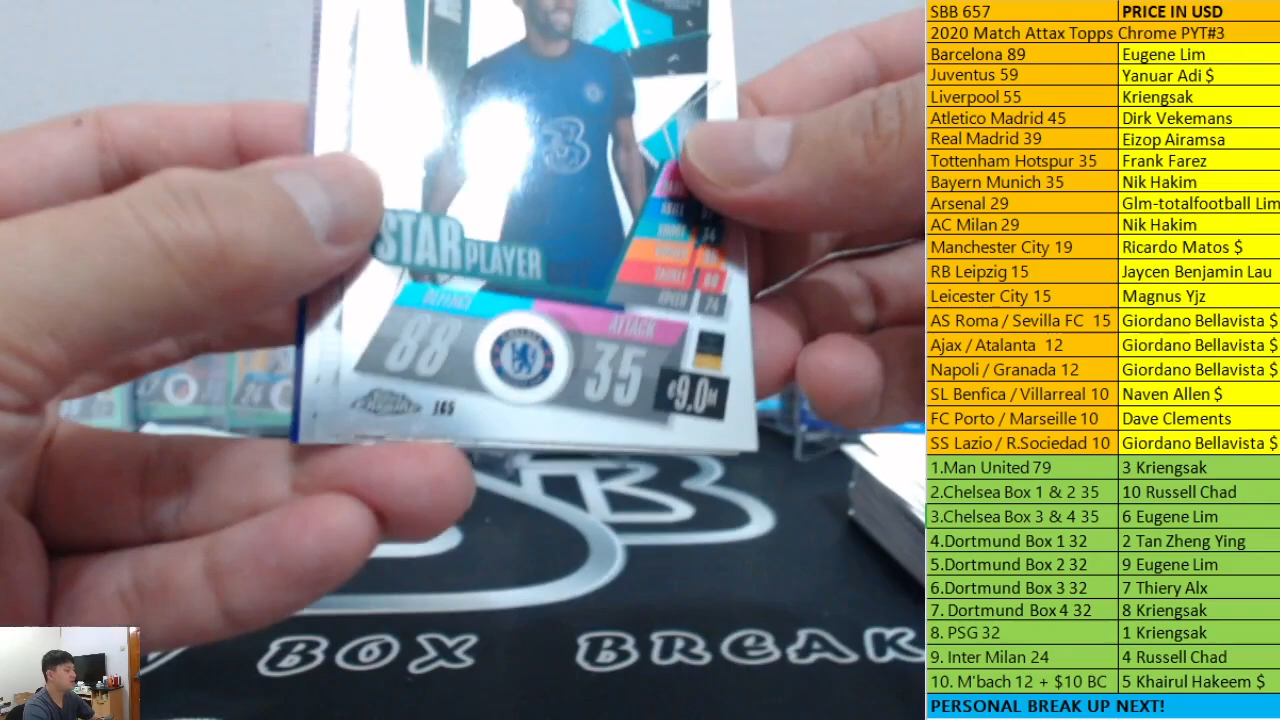 STAR PLAYER
DEFENCE
ATTACK
88
35
SPEED 74
€9.0M
165
BOX BREAK
SBB 657 PRICE IN USD
2020 Match Attax Topps Chrome PYT#3
Barcelona 89 Eugene Lim
Juventus 59 Yanuar Adi $
Liverpool 55 Kriengsak
Atletico Madrid 45 Dirk Vekemans
Real Madrid 39 Eizop Airamsa
Tottenham Hotspur 35 Frank Farez
Bayern Munich 35 Nik Hakim
Arsenal 29 Glm-totalfootball Lim
AC Milan 29 Nik Hakim
Manchester City 19 Ricardo Matos $
RB Leipzig 15 Jaycen Benjamin Lau
Leicester City 15 Magnus Yjz
AS Roma / Sevilla FC 15 Giordano Bellavista $
Ajax / Atalanta 12 Giordano Bellavista $
Napoli / Granada 12 Giordano Bellavista $
SL Benfica / Villarreal 10 Naven Allen $
FC Porto / Marseille 10 Dave Clements
SS Lazio / R.Sociedad 10 Giordano Bellavista $
1.Man United 79 3 Kriengsak
2.Chelsea Box 1 & 2 35 10 Russell Chad
3.Chelsea Box 3 & 4 35 6 Eugene Lim
4.Dortmund Box 1 32 2 Tan Zheng Ying
5.Dortmund Box 2 32 9 Eugene Lim
6.Dortmund Box 3 32 7 Thiery Alx
7. Dortmund Box 4 32 8 Kriengsak
8. PSG 32 1 Kriengsak
9. Inter Milan 24 4 Russell Chad
10. M'bach 12 + $10 BC 5 Khairul Hakeem $
PERSONAL BREAK UP NEXT!